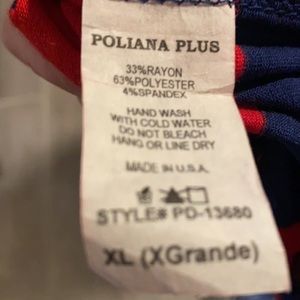 POLIANA PLUS
33%RAYON
63%POLYESTER
4%SPANDEX
HAND WASH
WITH COLD WATER
DO NOT BLEACH
HANG OR LINE DRY
MADE IN U.S.A.
STYLE# PD-13680
XL (XGrande)